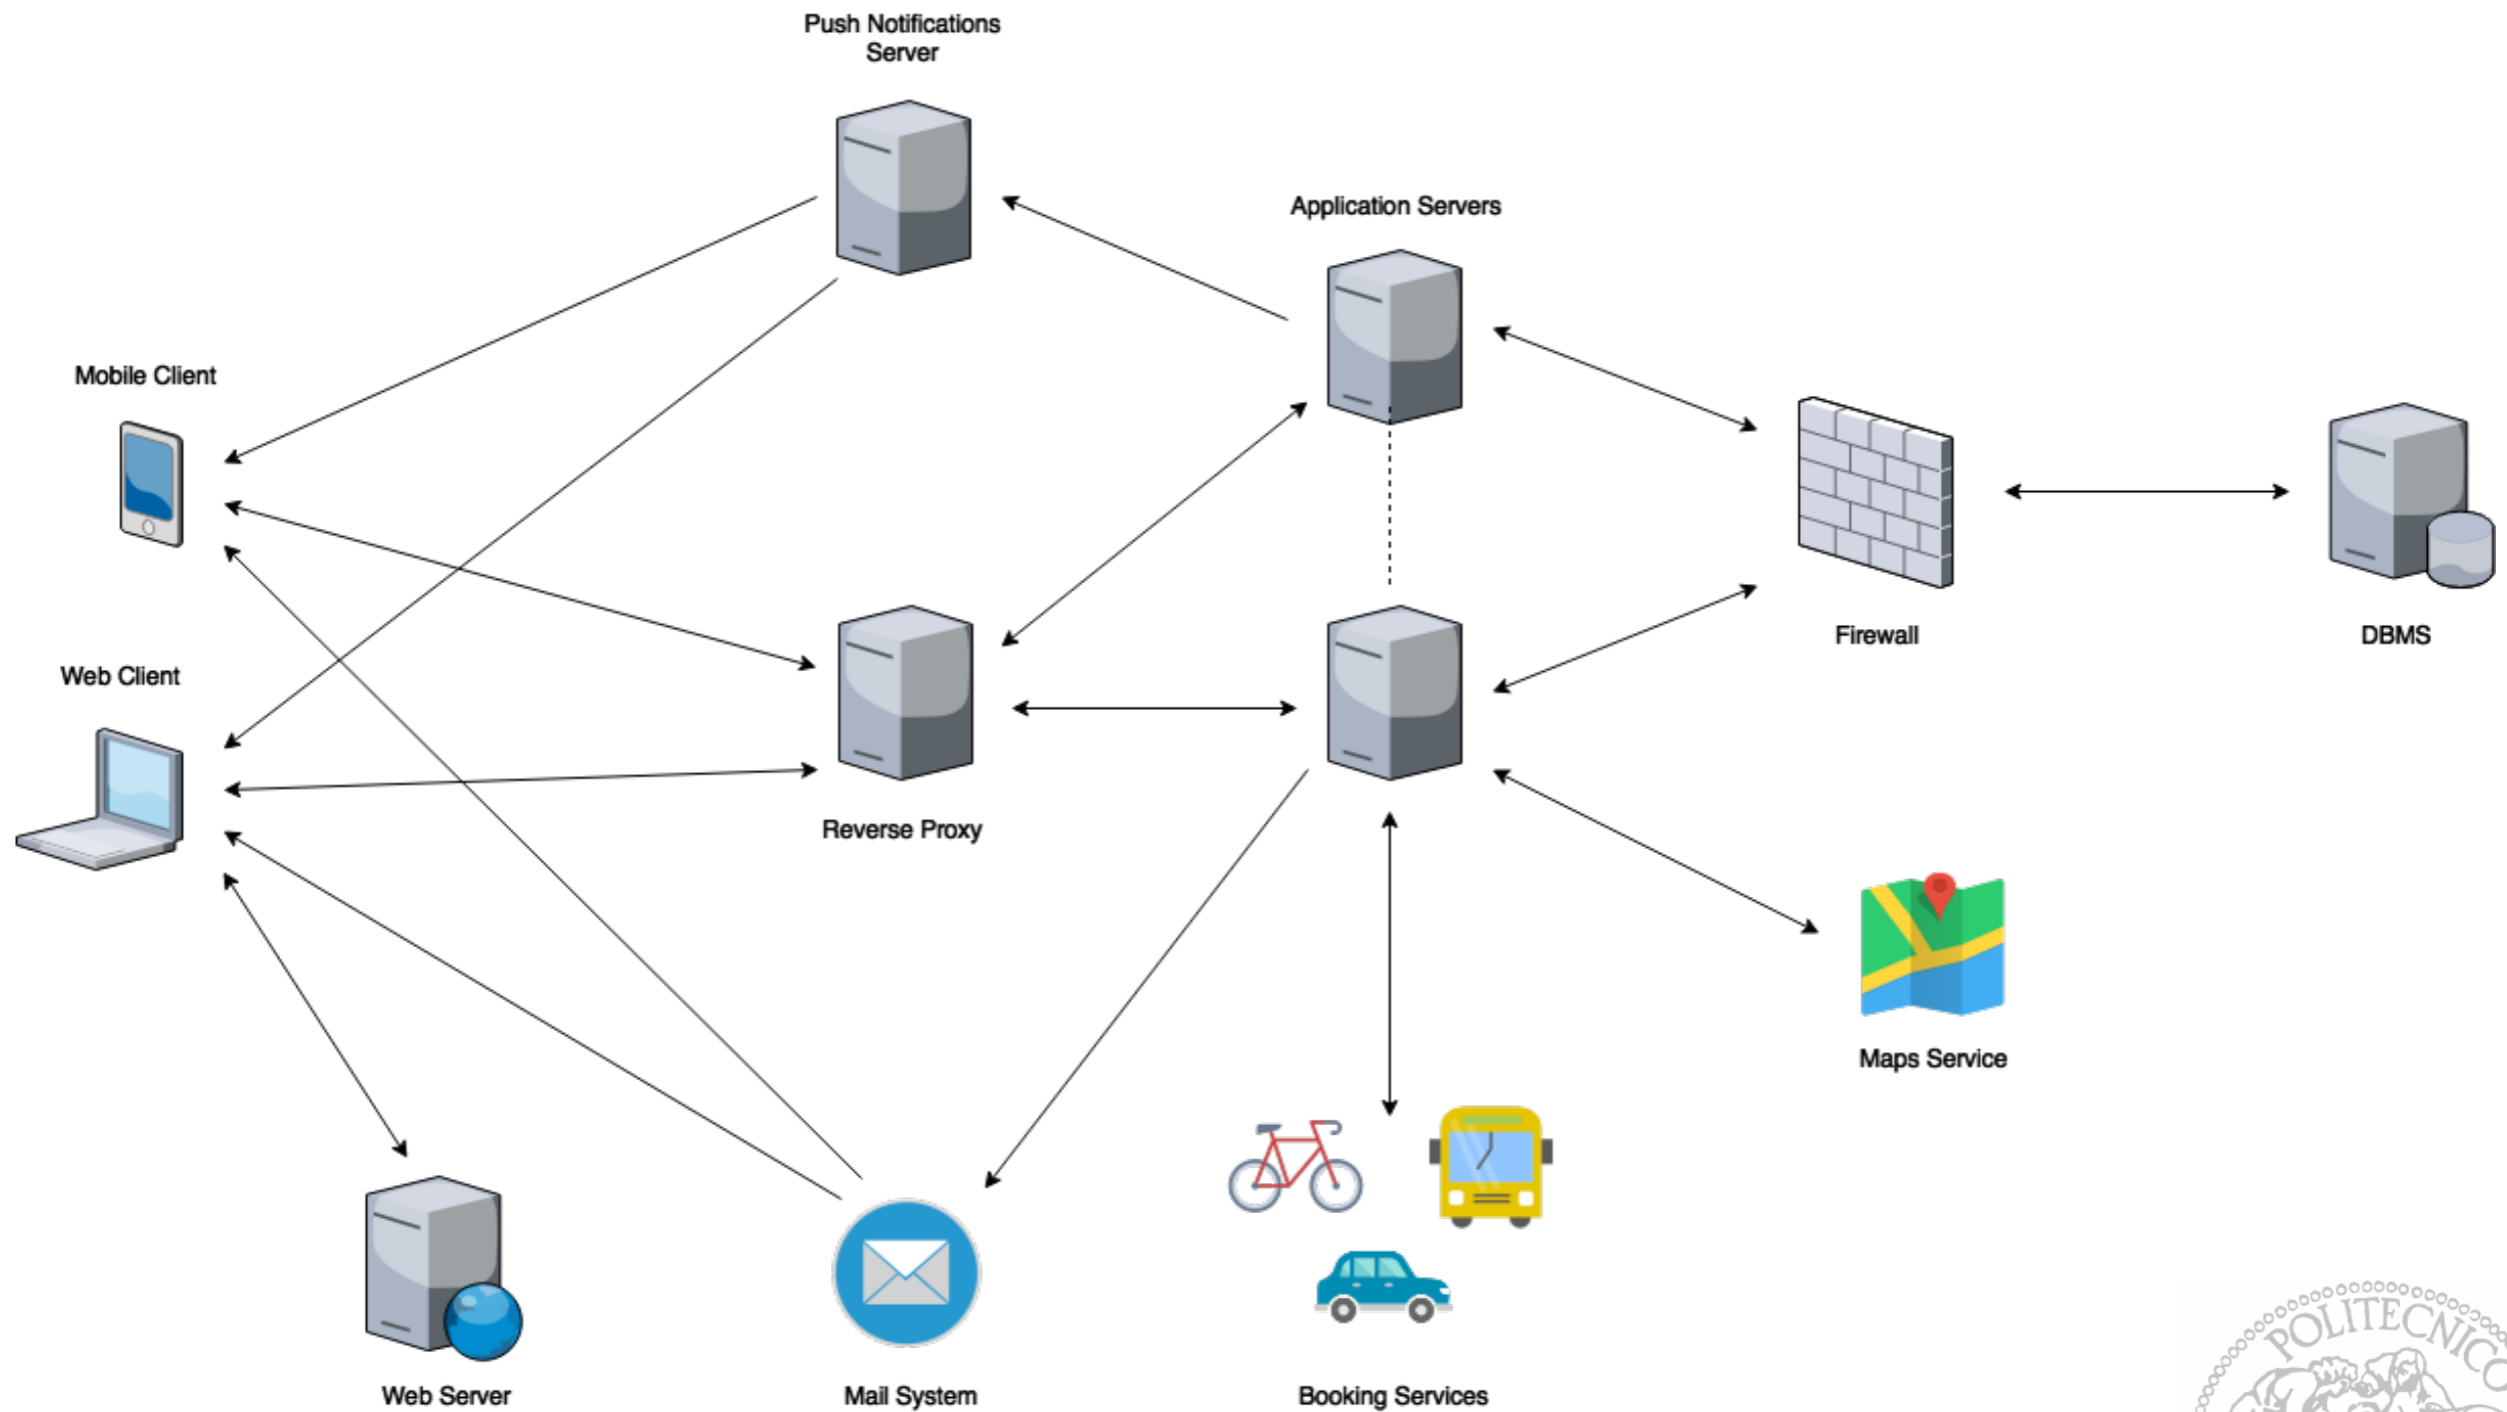 Push Notifications
Server
Application Servers
Mobile Client
Web Client
Firewall
DBMS
Reverse Proxy
Maps Service
Web Server
Mail System
Booking Services
POLITECNICO